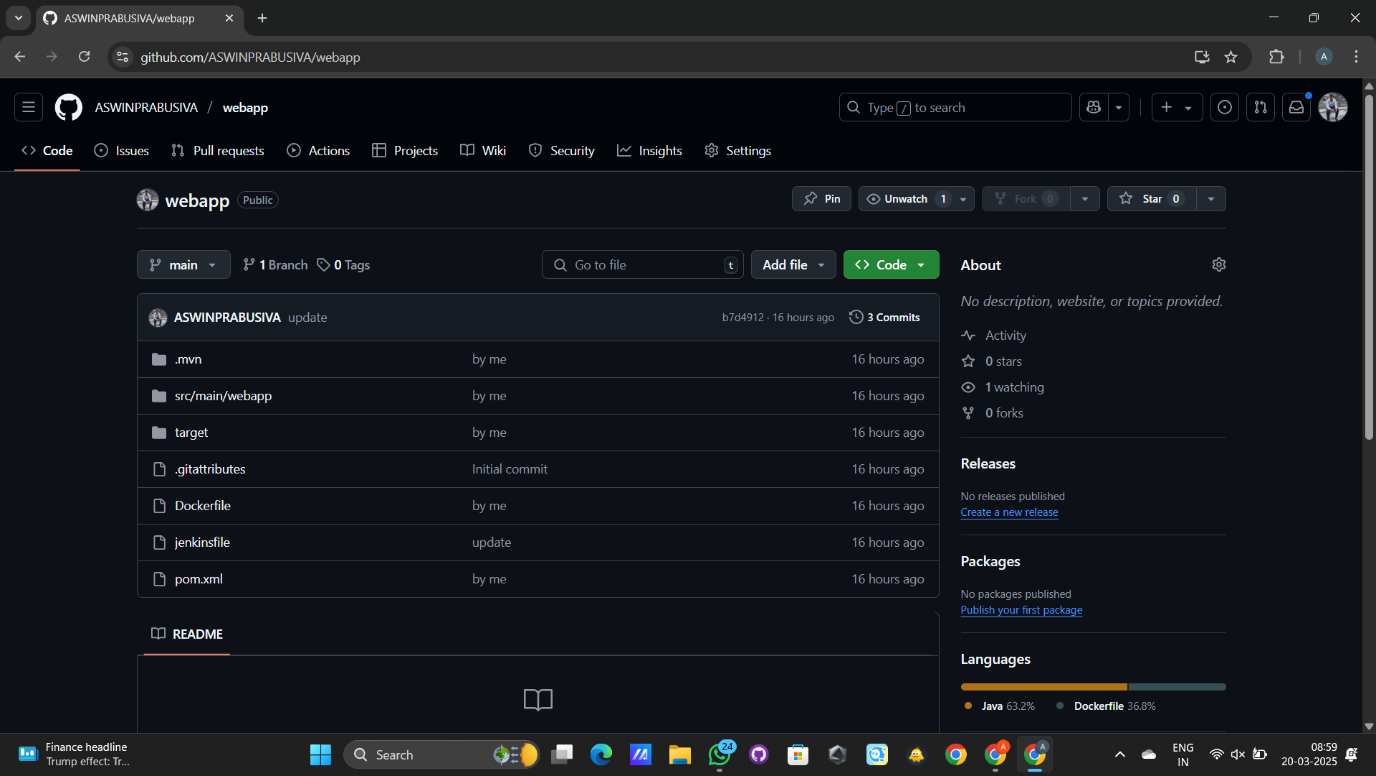 ASWINPRABUSIVA/webapp
github.com/ASWINPRABUSIVA/webapp
A
ASWINPRABUSIVA / webapp
Type / to search
Code Issues Pull requests Actions Projects Wiki Security Insights Settings
webapp Public
Pin Unwatch 1 Fork 0 Star 0
main 1 Branch 0 Tags Go to file t Add file Code
ASWINPRABUSIVA update b7d4912 · 16 hours ago 3 Commits
.mvn by me 16 hours ago
src/main/webapp by me 16 hours ago
target by me 16 hours ago
.gitattributes Initial commit 16 hours ago
Dockerfile by me 16 hours ago
jenkinsfile update 16 hours ago
pom.xml by me 16 hours ago
README
About
No description, website, or topics provided.
Activity
0 stars
1 watching
0 forks
Releases
No releases published
Create a new release
Packages
No packages published
Publish your first package
Languages
Java 63.2% Dockerfile 36.8%
Finance headline
Trump effect: Tr...
Search
24
A
A
ENG
IN
08:59
20-03-2025